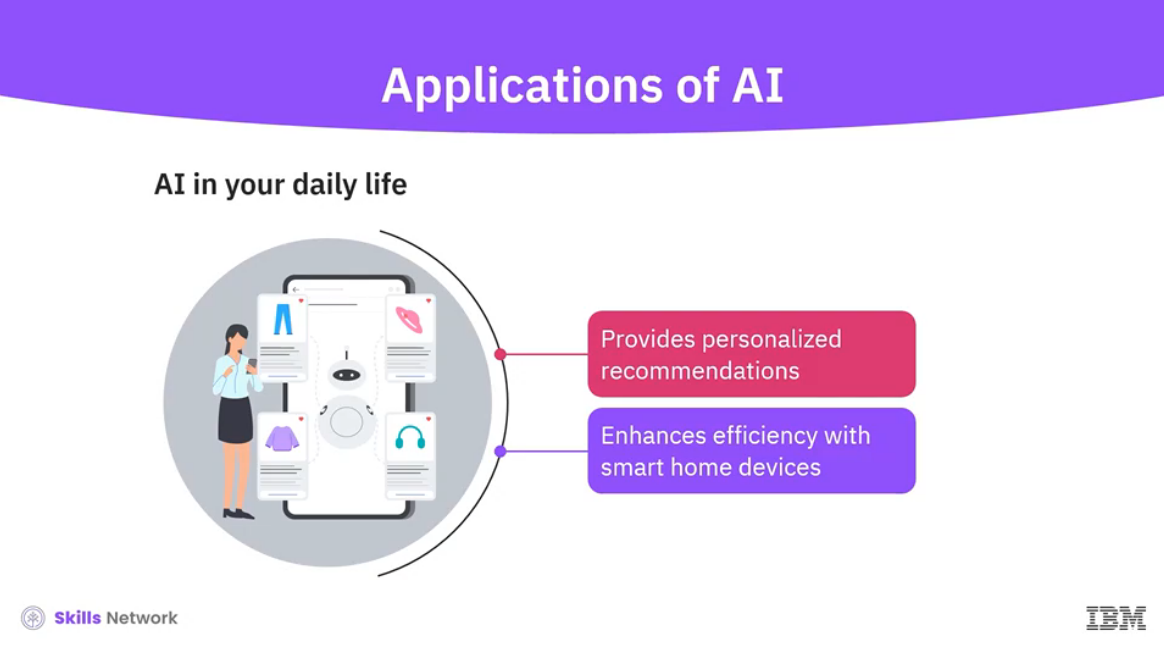 Applications of AI
AI in your daily life
Provides personalized
recommendations
Enhances efficiency with
smart home devices
Skills Network
IBM